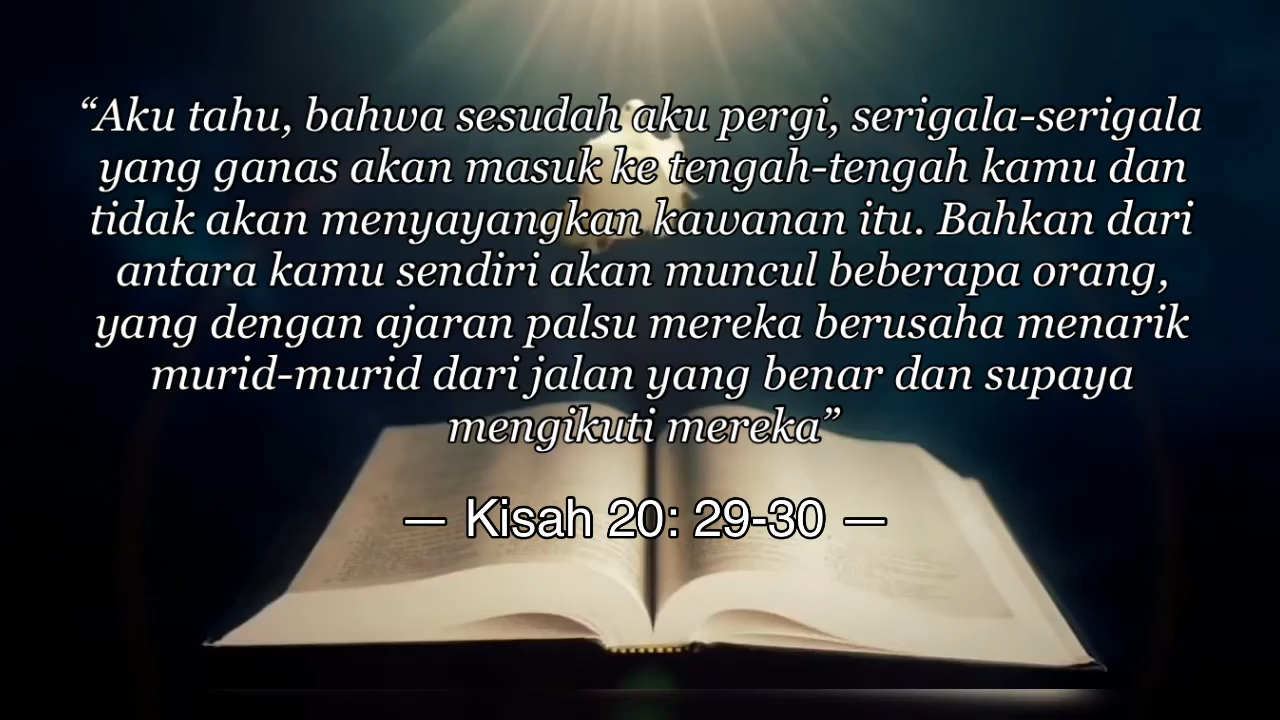 “Aku tahu, bahwa sesudah aku pergi, serigala-serigala
yang ganas akan masuk ke tengah-tengah kamu dan
tidak akan menyayangkan kawanan itu. Bahkan dari
antara kamu sendiri akan muncul beberapa orang,
yang dengan ajaran palsu mereka berusaha menarik
murid-murid dari jalan yang benar dan supaya
mengikuti mereka”
— Kisah 20: 29-30 —